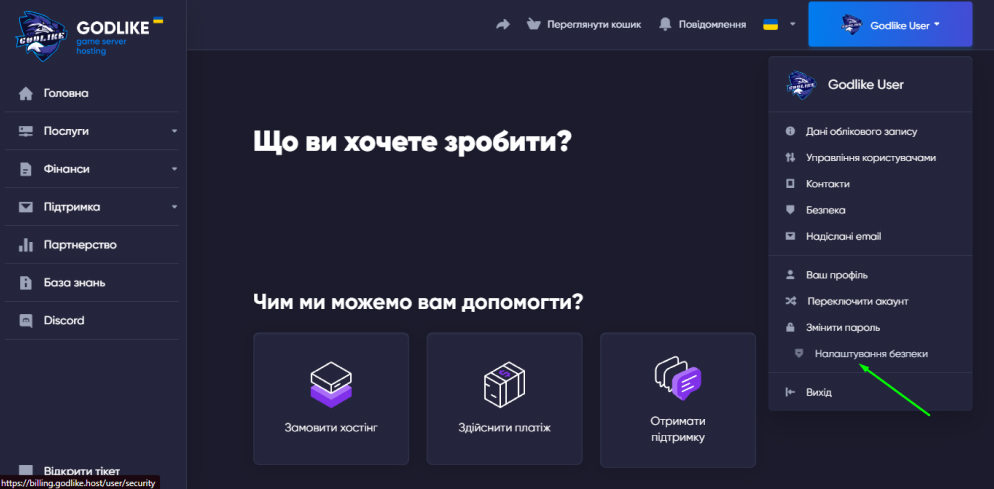 GODLIKE
game server
hosting
GODLIKE
Переглянути кошик
Повідомлення
Godlike User
Головна
Послуги
Фінанси
Підтримка
Партнерство
База знань
Discord
Відкрити тікет
https://billing.godlike.host/user/security
Що ви хочете зробити?
Чим ми можемо вам допомогти?
Замовити хостінг
Здійснити платіж
Отримати
підтримку
Godlike User
Дані облікового запису
Управління користувачами
Контакти
Безпека
Надіслані email
Ваш профіль
Переключити акаунт
Змінити пароль
Налаштування безпеки
Вихід